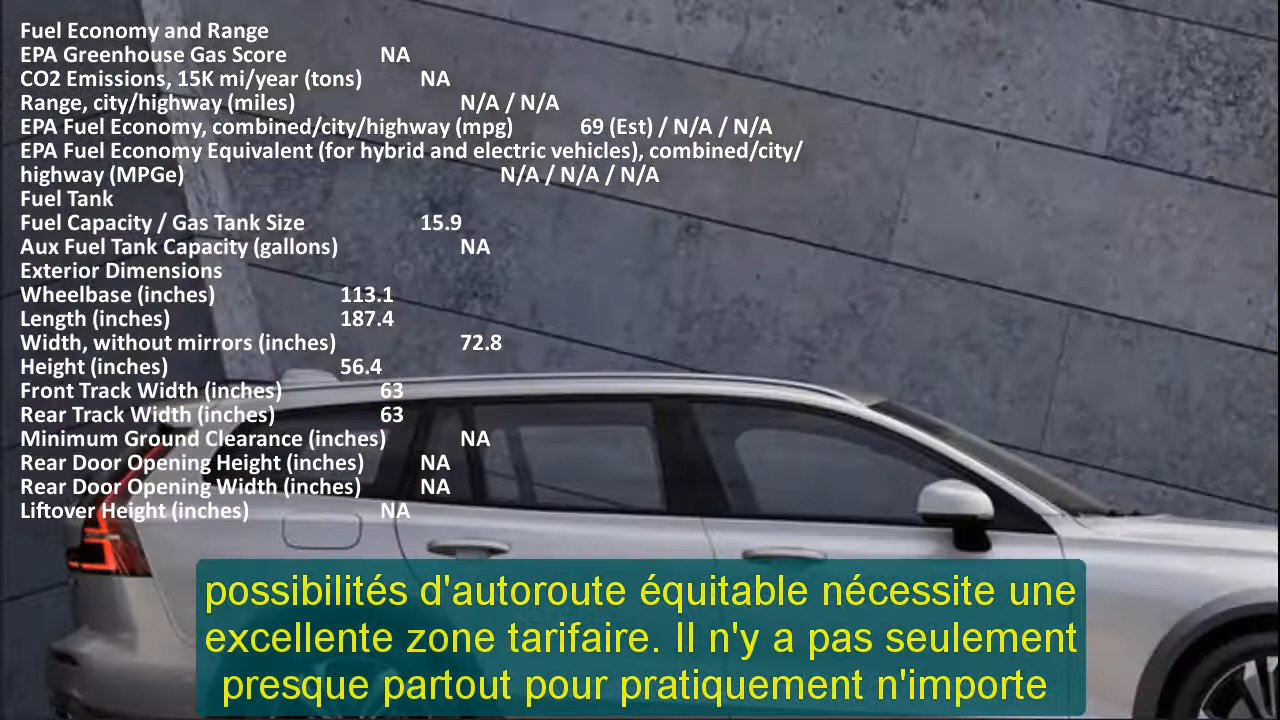 Fuel Economy and Range
EPA Greenhouse Gas Score NA
CO2 Emissions, 15K mi/year (tons) NA
Range, city/highway (miles) N/A / N/A
EPA Fuel Economy, combined/city/highway (mpg) 69 (Est) / N/A / N/A
EPA Fuel Economy Equivalent (for hybrid and electric vehicles), combined/city/
highway (MPGe) N/A / N/A / N/A
Fuel Tank
Fuel Capacity / Gas Tank Size 15.9
Aux Fuel Tank Capacity (gallons) NA
Exterior Dimensions
Wheelbase (inches) 113.1
Length (inches) 187.4
Width, without mirrors (inches) 72.8
Height (inches) 56.4
Front Track Width (inches) 63
Rear Track Width (inches) 63
Minimum Ground Clearance (inches) NA
Rear Door Opening Height (inches) NA
Rear Door Opening Width (inches) NA
Liftover Height (inches) NA
possibilités d'autoroute équitable nécessite une
excellente zone tarifaire. Il n'y a pas seulement
presque partout pour pratiquement n'importe